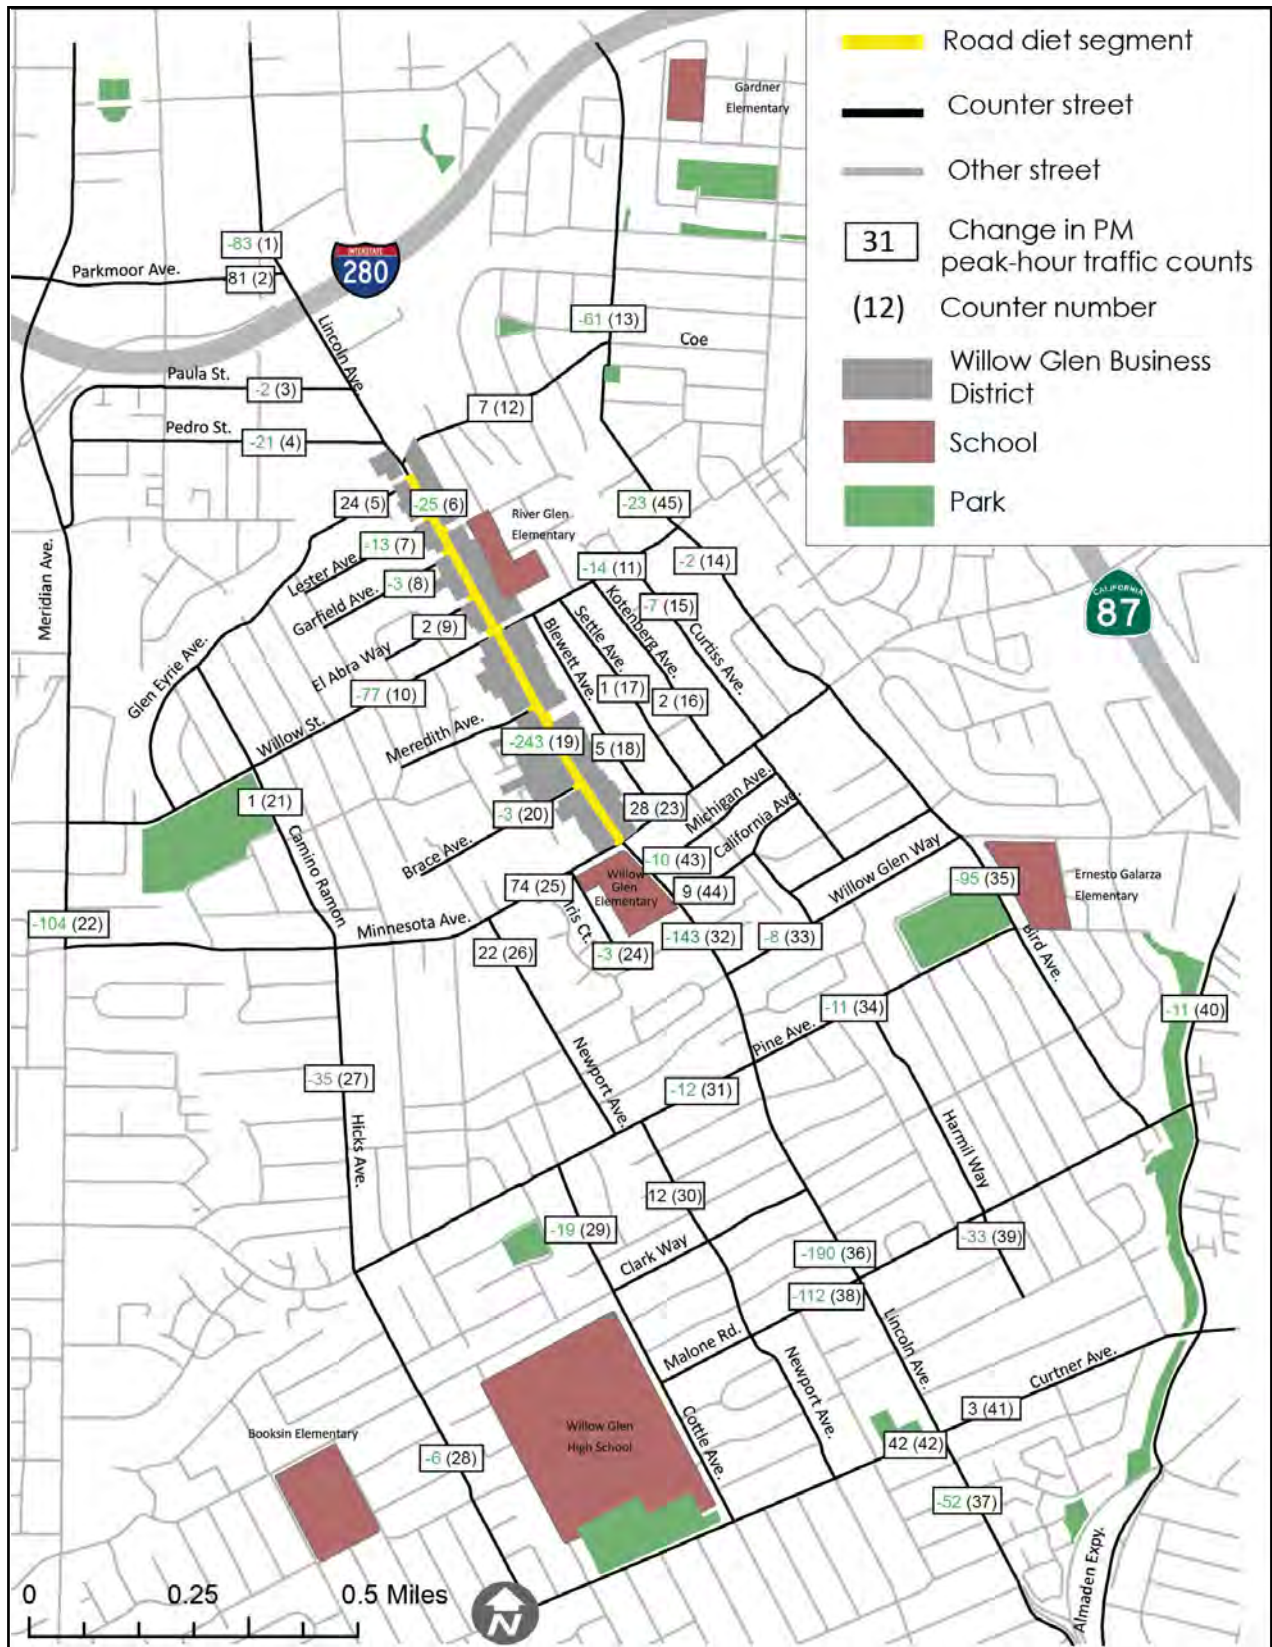 Road diet segment
Counter street
Other street
31
Change in PM
peak-hour traffic counts
(12)
Counter number
Willow Glen Business
District
School
Park
Gardner
Elementary
-83 (1)
Parkmoor Ave.
81 (2)
INTERSTATE
280
Lincoln Ave.
-61 (13)
Coe
Paula St.
-2 (3)
7 (12)
Pedro St.
-21 (4)
24 (5)
-25 (6)
-23 (45)
River Glen
Elementary
-13 (7)
Lester Ave.
-14 (11)
-2 (14)
Meridian Ave.
-3 (8)
Garfield Ave.
Kotenberg Ave.
-7 (15)
CALIFORNIA
87
2 (9)
El Abra Way
Blewett Ave.
Settle Ave.
Curtiss Ave.
Glen Eyrie Ave.
-77 (10)
1 (17)
2 (16)
Willow St.
Meredith Ave.
-243 (19)
5 (18)
1 (21)
-3 (20)
28 (23)
Michigan Ave.
California Ave.
Brace Ave.
-10 (43)
Camino Ramon
74 (25)
Willow
Glen
Elementary
9 (44)
Willow Glen Way
-95 (35)
Ernesto Galarza
Elementary
Iris Ct.
-104 (22)
Minnesota Ave.
22 (26)
-3 (24)
-143 (32)
-8 (33)
Bird Ave.
-11 (34)
-11 (40)
Pine Ave.
-35 (27)
Newport Ave.
-12 (31)
Hicks Ave.
Harmil Way
12 (30)
-19 (29)
Clark Way
-190 (36)
-33 (39)
-112 (38)
Malone Rd.
Lincoln Ave.
Newport Ave.
Curtner Ave.
3 (41)
Cottle Ave.
Willow Glen
High School
Booksin Elementary
42 (42)
-6 (28)
-52 (37)
Almaden Expy.
0 0.25 0.5 Miles
N